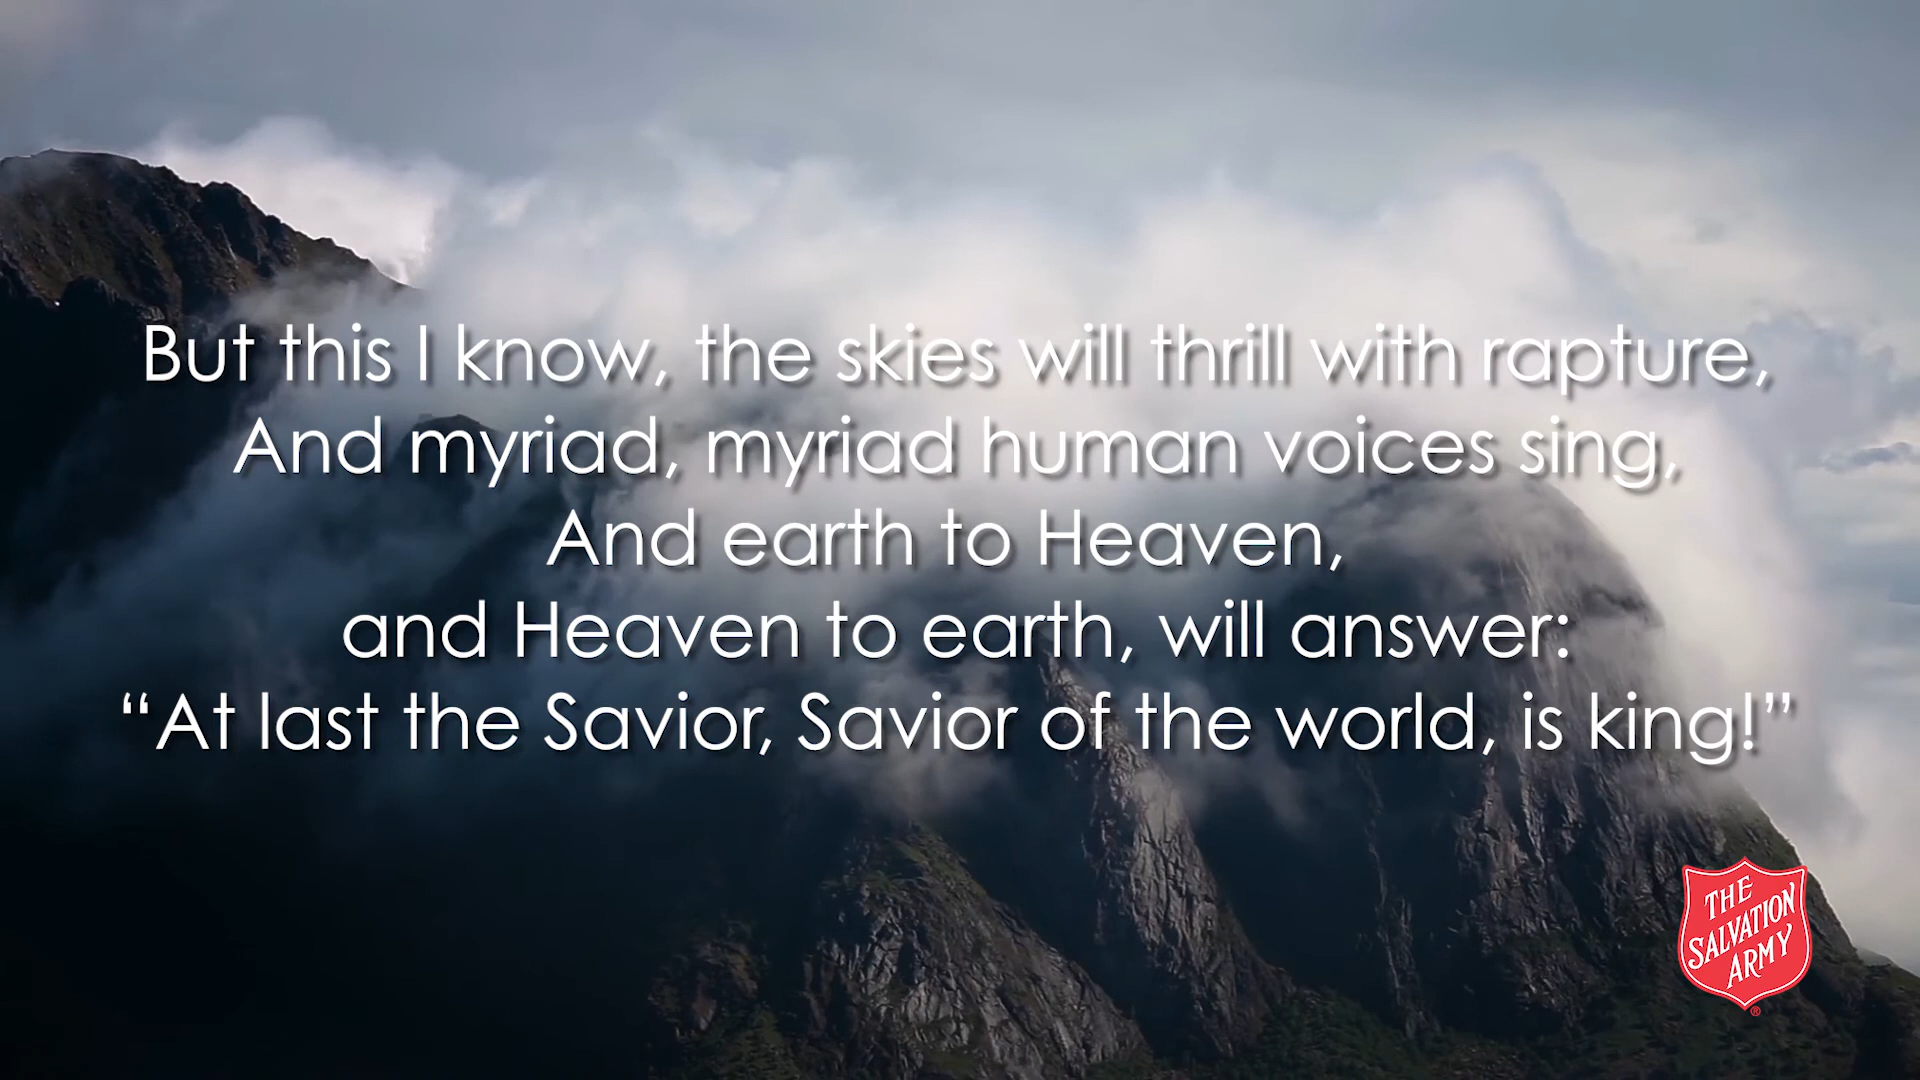 But this I know, the skies will thrill with rapture,
And myriad, myriad human voices sing,
And earth to Heaven,
and Heaven to earth, will answer:
“At last the Savior, Savior of the world, is king!”
THE
SALVATION
ARMY
®